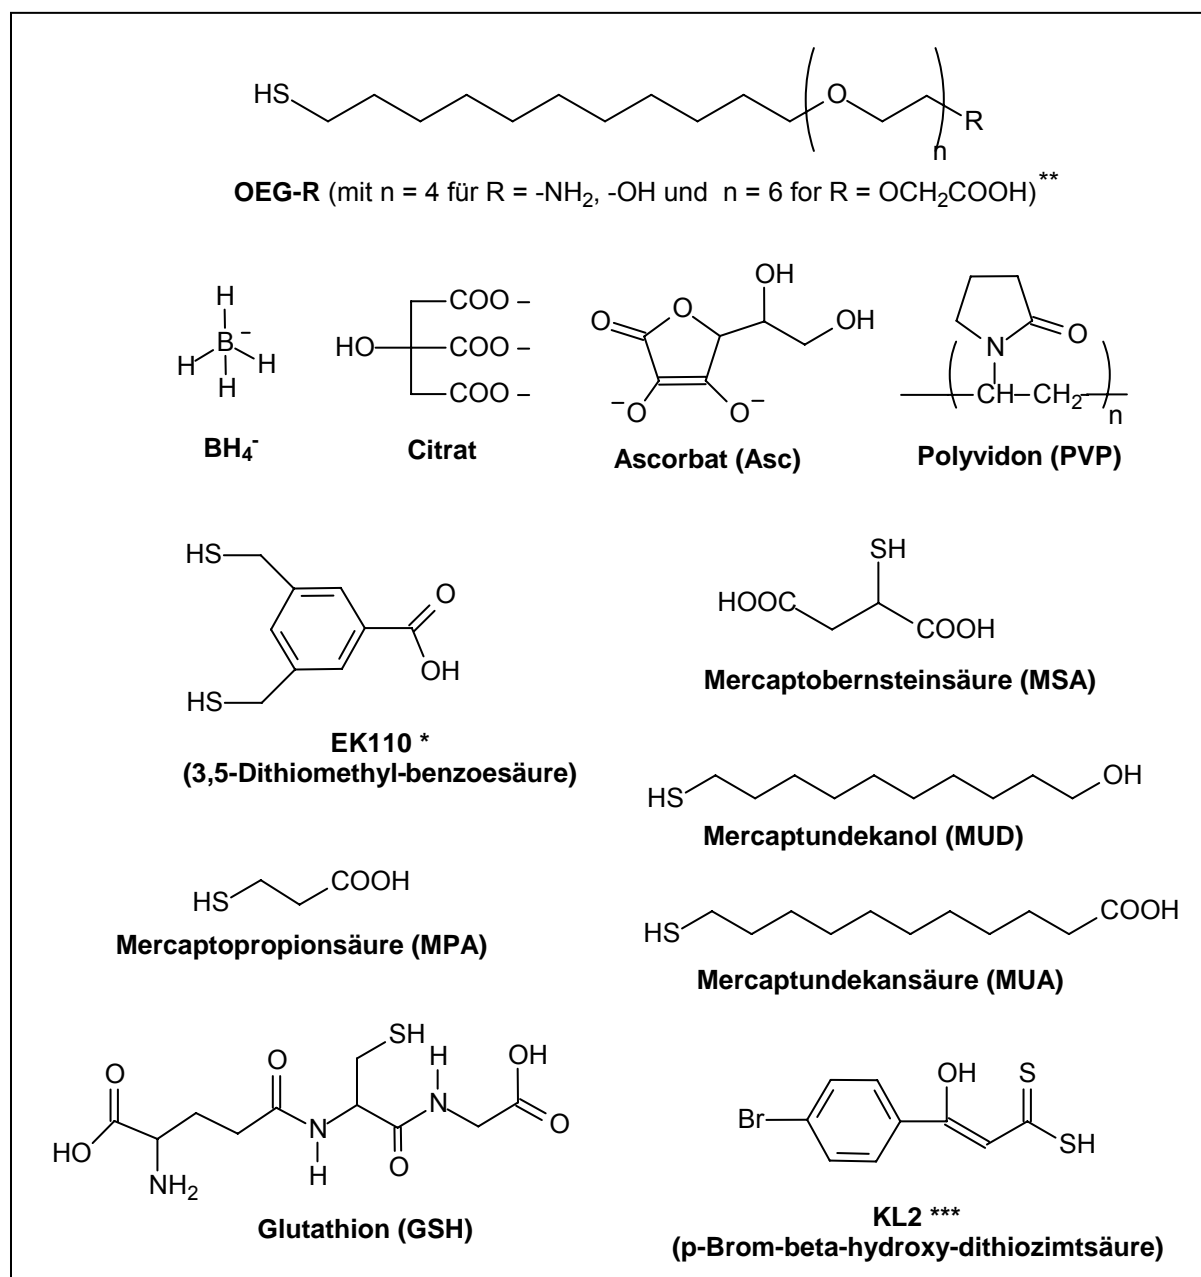 HS
O
R
n
OEG-R (mit n = 4 für R = -NH₂, -OH und n = 6 for R = OCH₂COOH)**
H
B⁻
H
H
H
BH₄⁻
COO –
HO
COO –
COO –
Citrat
OH
O
O
OH
⁻O
O⁻
Ascorbat (Asc)
N
O
CH
CH₂
n
Polyvidon (PVP)
HS
O
OH
HS
EK110 *
(3,5-Dithiomethyl-benzoesäure)
SH
HOOC
COOH
Mercaptobernsteinsäure (MSA)
HS
OH
Mercaptundekanol (MUD)
HS
COOH
Mercaptopropionsäure (MPA)
HS
COOH
Mercaptundekansäure (MUA)
SH
O
O
H
OH
HO
N
N
O
NH₂
H
O
Glutathion (GSH)
OH
S
Br
SH
KL2 ***
(p-Brom-beta-hydroxy-dithiozimtsäure)